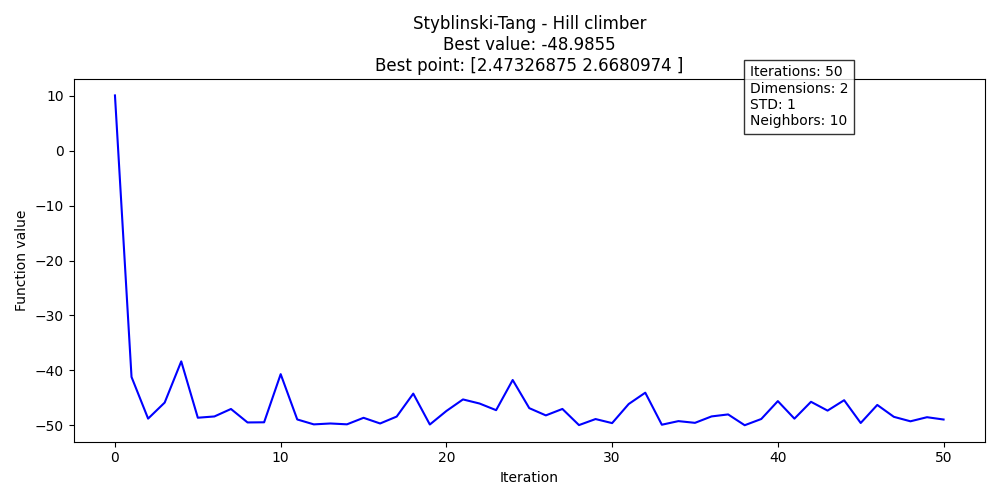 Styblinski-Tang - Hill climber
Best value: -48.9855
Best point: [2.47326875 2.6680974 ]
Iterations: 50
Dimensions: 2
STD: 1
Neighbors: 10
Function value
10
0
−10
−20
−30
−40
−50
0
10
20
30
40
50
Iteration